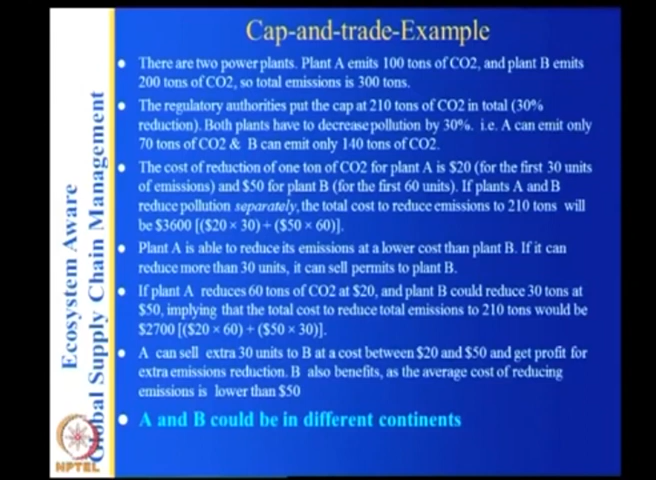 Cap-and-trade-Example
There are two power plants. Plant A emits 100 tons of CO2, and plant B emits
200 tons of CO2, so total emissions is 300 tons.
The regulatory authorities put the cap at 210 tons of CO2 in total (30%
reduction). Both plants have to decrease pollution by 30%. i.e. A can emit only
70 tons of CO2 & B can emit only 140 tons of CO2.
The cost of reduction of one ton of CO2 for plant A is $20 (for the first 30 units
of emissions) and $50 for plant B (for the first 60 units). If plants A and B
reduce pollution separately, the total cost to reduce emissions to 210 tons will
be $3600 [($20 × 30) + ($50 × 60)].
Plant A is able to reduce its emissions at a lower cost than plant B. If it can
reduce more than 30 units, it can sell permits to plant B.
If plant A reduces 60 tons of CO2 at $20, and plant B could reduce 30 tons at
$50, implying that the total cost to reduce total emissions to 210 tons would be
$2700 [($20 × 60) + ($50 × 30)].
A can sell extra 30 units to B at a cost between $20 and $50 and get profit for
extra emissions reduction. B also benefits, as the average cost of reducing
emissions is lower than $50
A and B could be in different continents
Ecosystem Aware
Global Supply Chain Management
NPTEL